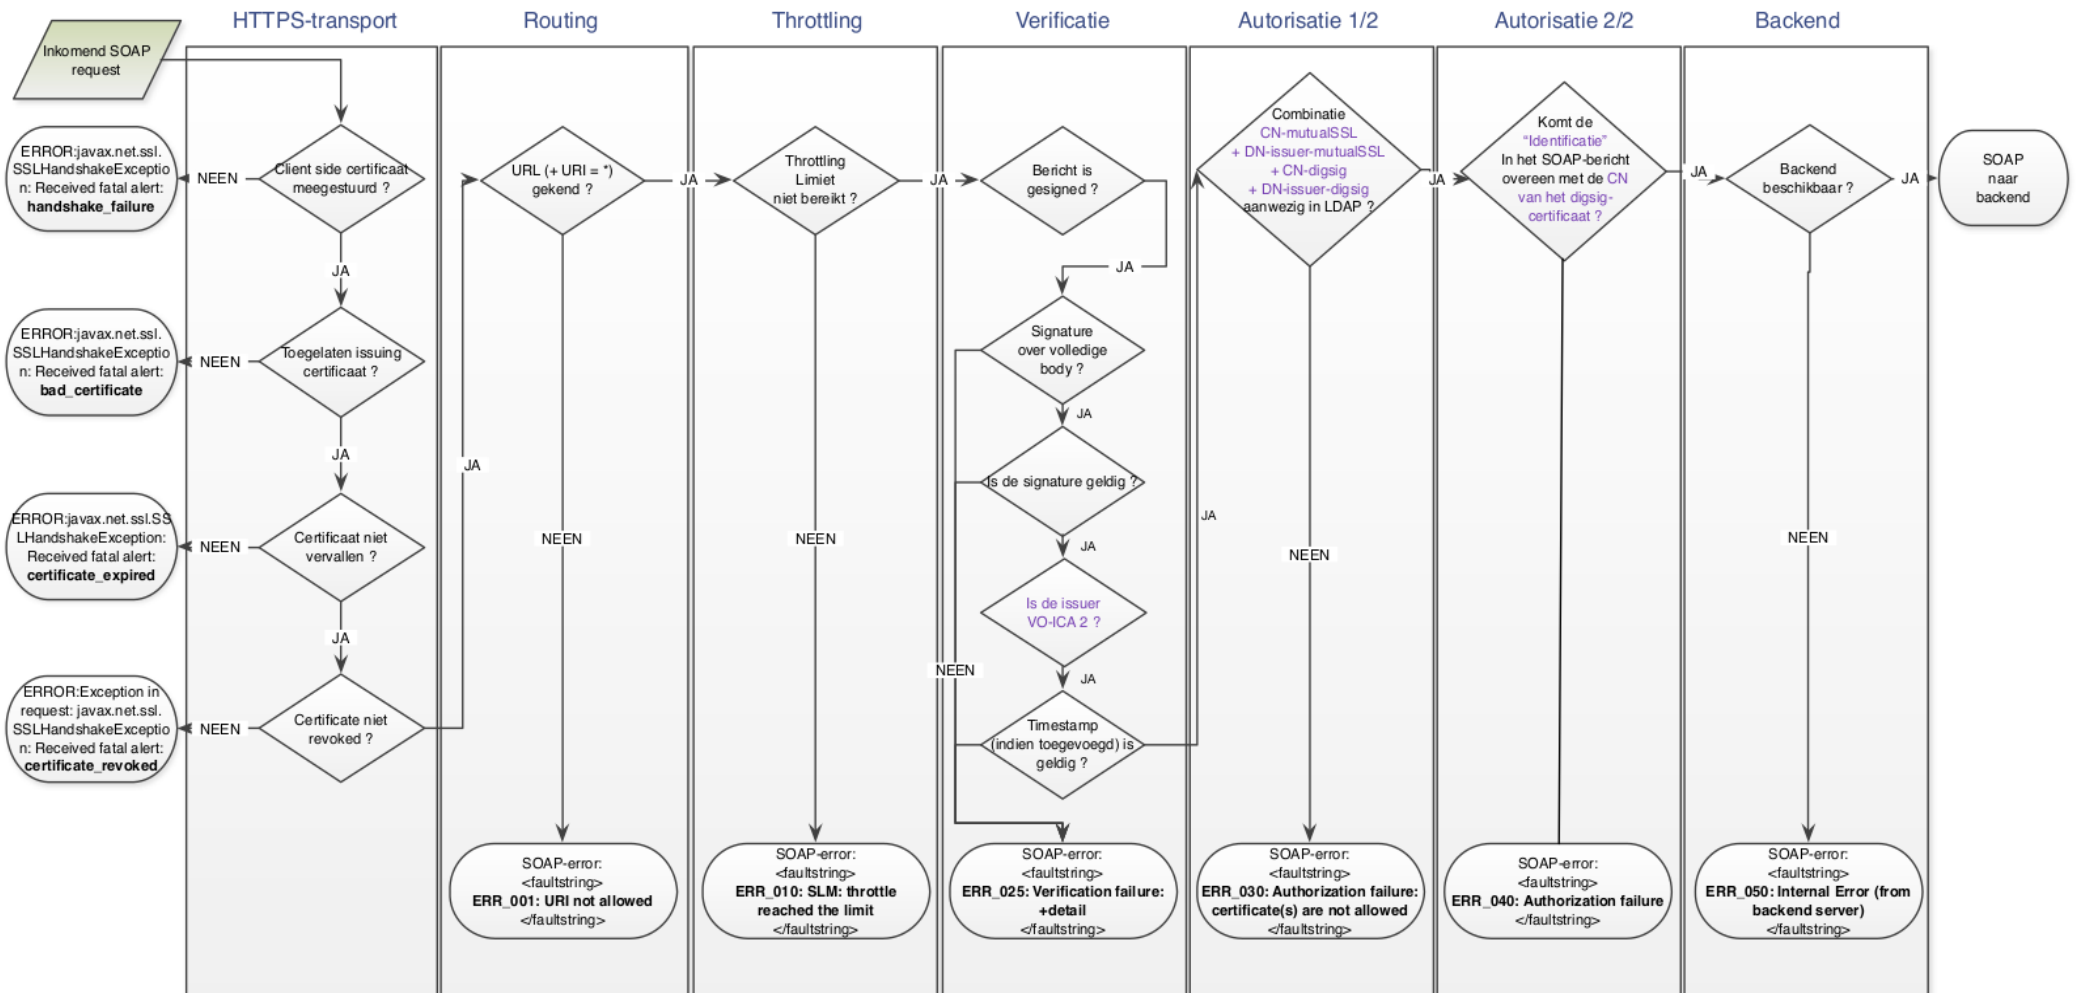 HTTPS-transport
Routing
Throttling
Verificatie
Autorisatie 1/2
Autorisatie 2/2
Backend
Inkomend SOAP
request
Client side certificaat
meegestuurd ?
NEEN
ERROR:javax.net.ssl.
SSLHandshakeExceptio
n: Received fatal alert:
handshake_failure
JA
Toegelaten issuing
certificaat ?
NEEN
ERROR:javax.net.ssl.
SSLHandshakeExceptio
n: Received fatal alert:
bad_certificate
JA
Certificaat niet
vervallen ?
NEEN
ERROR:javax.net.ssl.SS
LHandshakeException:
Received fatal alert:
certificate_expired
JA
Certificate niet
revoked ?
NEEN
ERROR:Exception in
request: javax.net.ssl.
SSLHandshakeExceptio
n: Received fatal alert:
certificate_revoked
JA
URL (+ URI = *)
gekend ?
JA
NEEN
SOAP-error:
<faultstring>
ERR_001: URI not allowed
</faultstring>
Throttling
Limiet
niet bereikt ?
JA
NEEN
SOAP-error:
<faultstring>
ERR_010: SLM: throttle
reached the limit
</faultstring>
Bericht is
gesigned ?
JA
Signature
over volledige
body ?
JA
Is de signature geldig ?
JA
Is de issuer
VO-ICA 2 ?
JA
NEEN
Timestamp
(indien toegevoegd) is
geldig ?
JA
SOAP-error:
<faultstring>
ERR_025: Verification failure:
+detail
</faultstring>
Combinatie
CN-mutualSSL
+ DN-issuer-mutualSSL
+ CN-digsig
+ DN-issuer-digsig
aanwezig in LDAP ?
JA
NEEN
SOAP-error:
<faultstring>
ERR_030: Authorization failure:
certificate(s) are not allowed
</faultstring>
Komt de
“Identificatie”
In het SOAP-bericht
overeen met de CN
van het digsig-
certificaat ?
JA
SOAP-error:
<faultstring>
ERR_040: Authorization failure
</faultstring>
Backend
beschikbaar ?
JA
NEEN
SOAP-error:
<faultstring>
ERR_050: Internal Error (from
backend server)
</faultstring>
SOAP
naar
backend